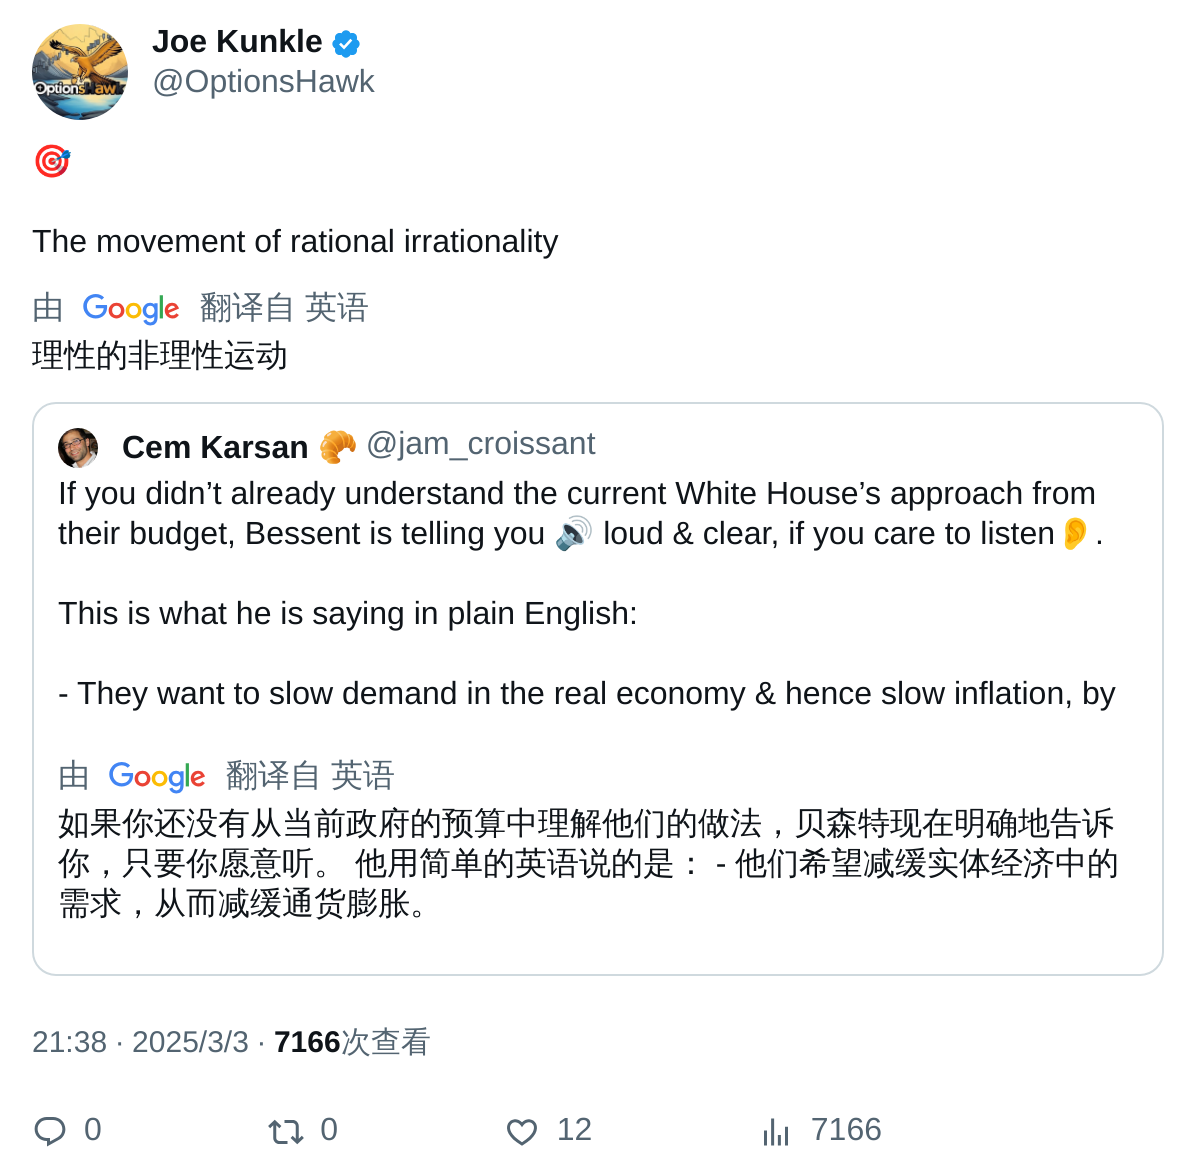 OptionsHawk
Joe Kunkle
@OptionsHawk
🎯
The movement of rational irrationality
由 Google 翻译自 英语
理性的非理性运动
Cem Karsan 🥐 @jam_croissant
If you didn’t already understand the current White House’s approach from
their budget, Bessent is telling you 🔊 loud & clear, if you care to listen👂.
This is what he is saying in plain English:
- They want to slow demand in the real economy & hence slow inflation, by
由 Google 翻译自 英语
如果你还没有从当前政府的预算中理解他们的做法，贝森特现在明确地告诉
你，只要你愿意听。 他用简单的英语说的是： - 他们希望减缓实体经济中的
需求，从而减缓通货膨胀。
21:38 · 2025/3/3 · 7166次查看
0 0 12 7166